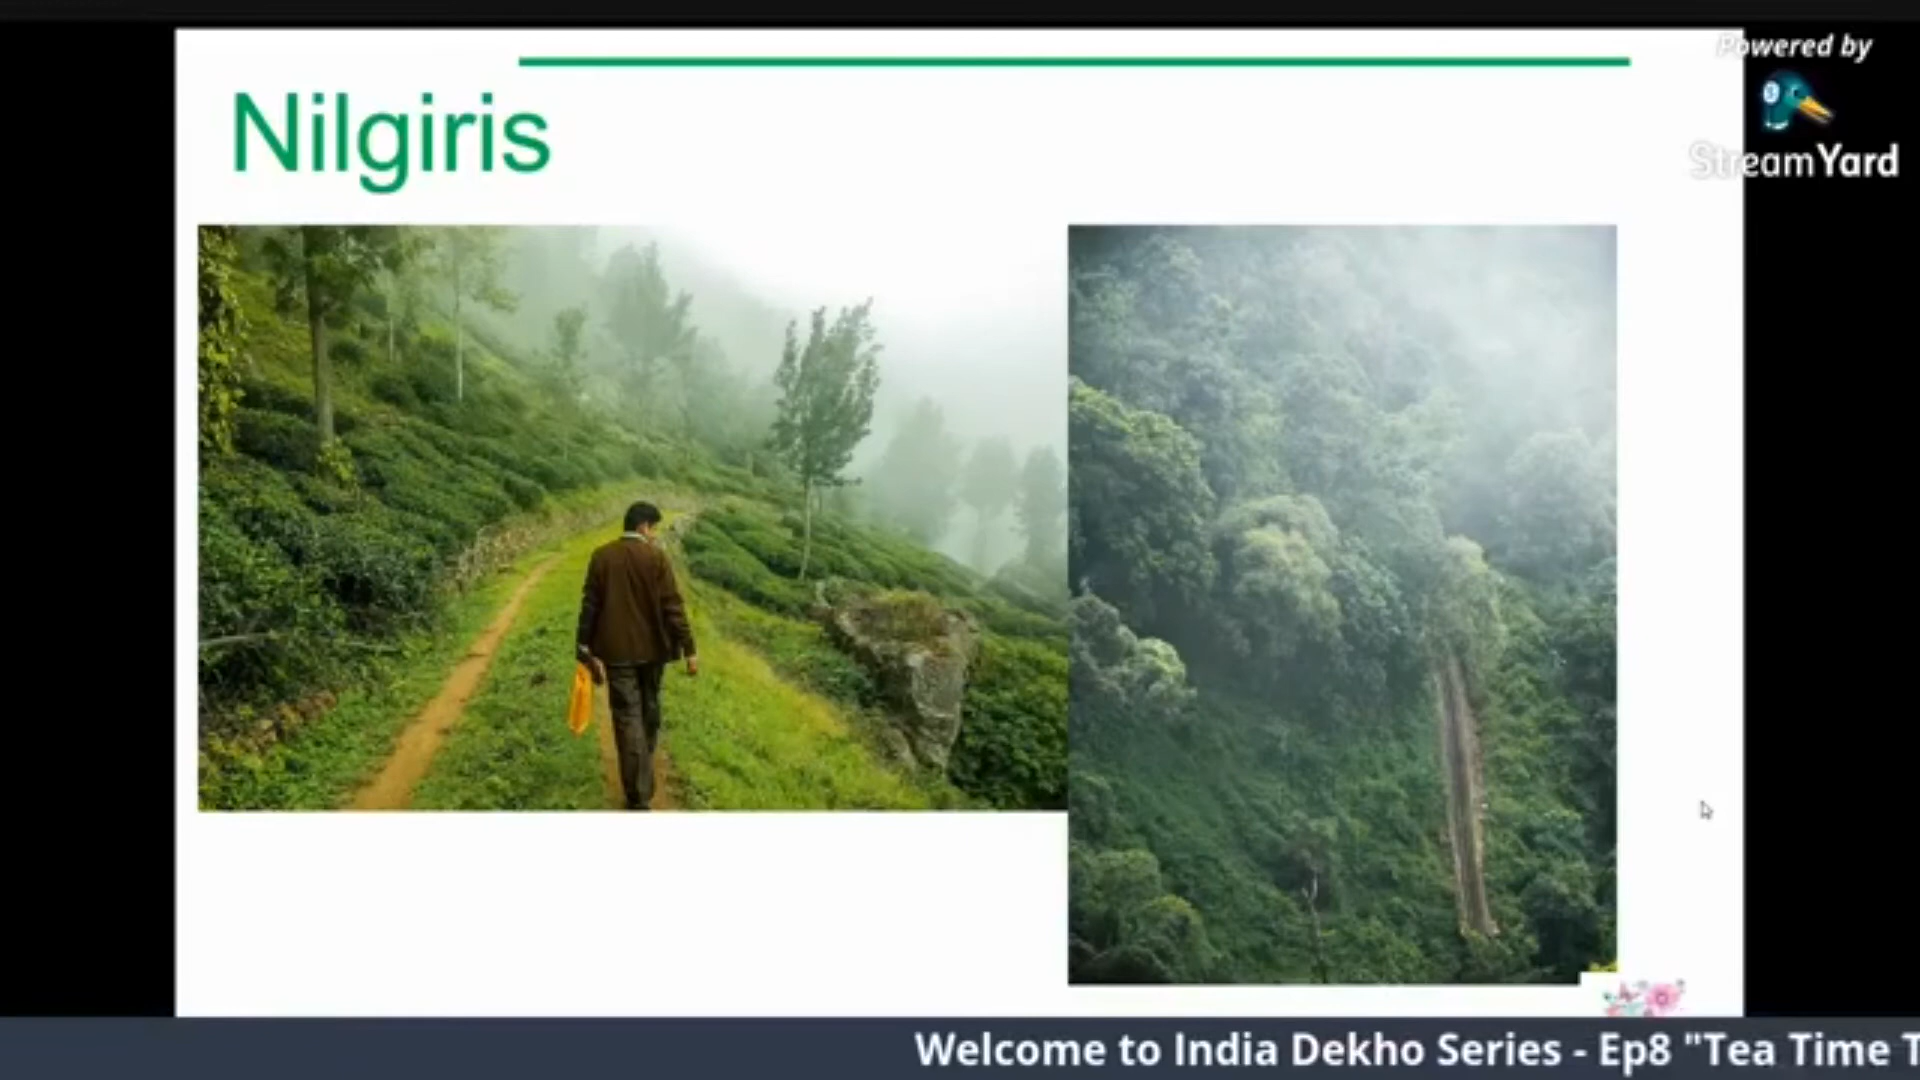 Powered by
StreamYard
Nilgiris
Welcome to India Dekho Series - Ep8 "Tea Time T